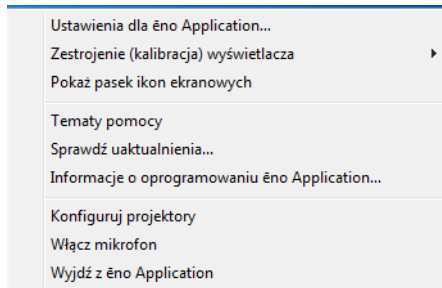 Ustawienia dla ēno Application...
Zestrojenie (kalibracja) wyświetlacza
Pokaż pasek ikon ekranowych
Tematy pomocy
Sprawdź uaktualnienia...
Informacje o oprogramowaniu ēno Application...
Konfiguruj projektory
Włącz mikrofon
Wyjdź z ēno Application